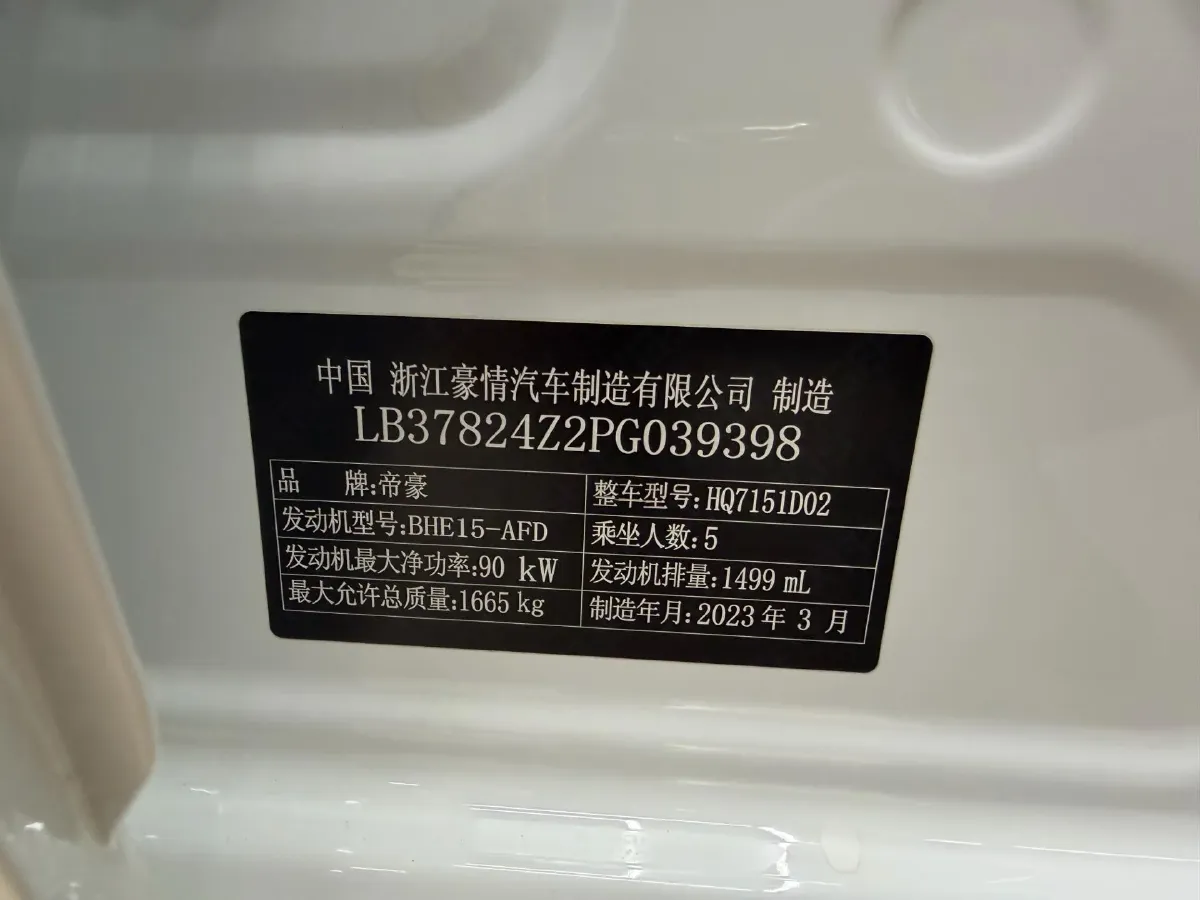 中国 浙江豪情汽车制造有限公司 制造
LB37824Z2PG039398
品 牌:帝豪 整车型号:HQ7151D02
发动机型号:BHE15-AFD 乘坐人数:5
发动机最大净功率:90 kW 发动机排量:1499 mL
最大允许总质量:1665 kg 制造年月:2023 年 3 月